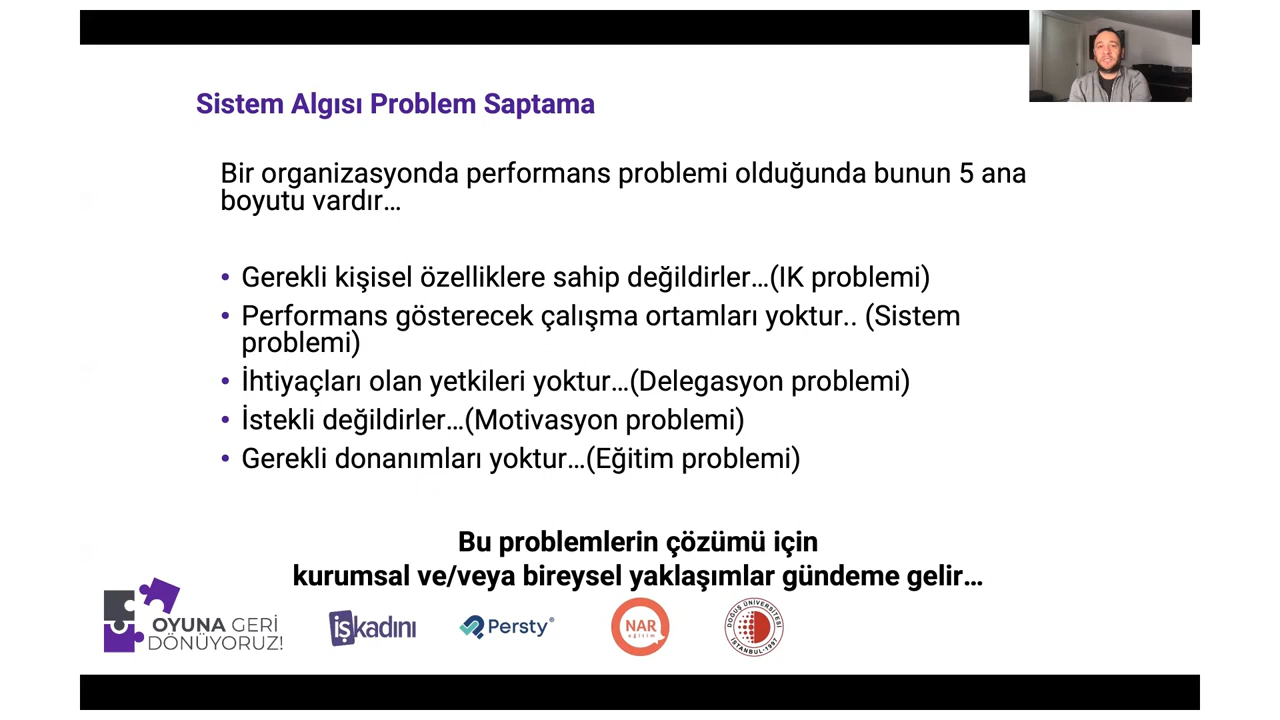 Sistem Algısı Problem Saptama
Bir organizasyonda performans problemi olduğunda bunun 5 ana
boyutu vardır…
• Gerekli kişisel özelliklere sahip değildirler…(IK problemi)
• Performans gösterecek çalışma ortamları yoktur.. (Sistem
problemi)
• İhtiyaçları olan yetkileri yoktur…(Delegasyon problemi)
• İstekli değildirler…(Motivasyon problemi)
• Gerekli donanımları yoktur…(Eğitim problemi)
Bu problemlerin çözümü için
kurumsal ve/veya bireysel yaklaşımlar gündeme gelir…
OYUNA GERİ
DÖNÜYORUZ!
işkadını
Persty
NAR
eğitim
DOĞUŞ ÜNİVERSİTESİ
İSTANBUL·1997